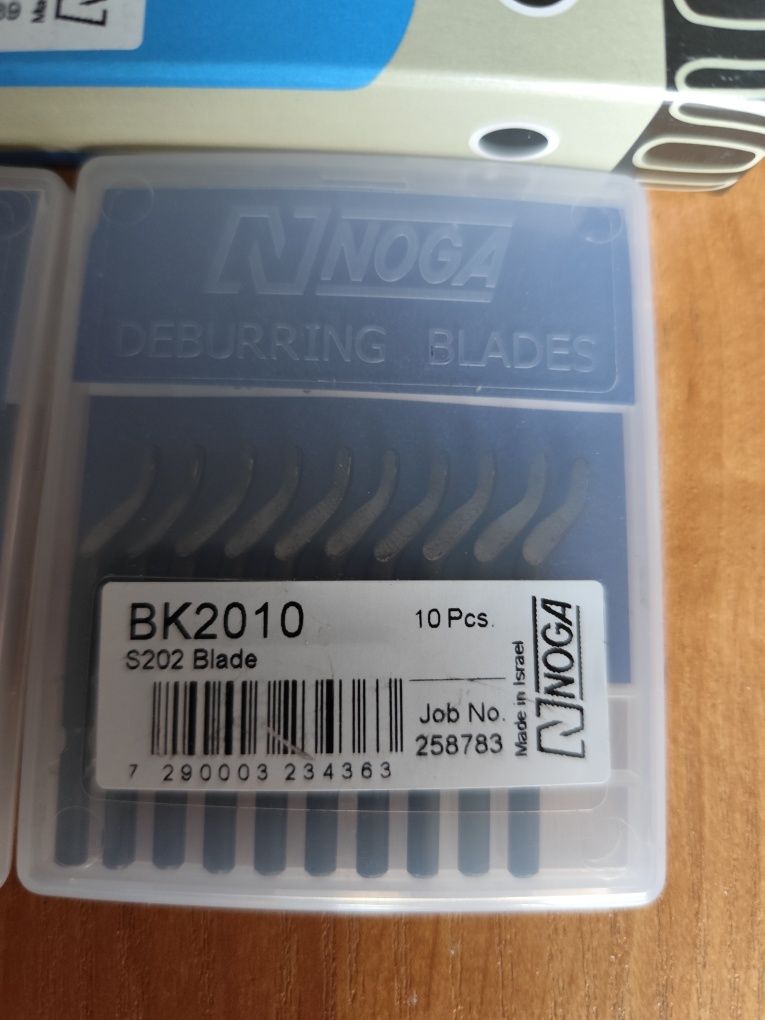 NOGA
DEBURRING BLADES
BK2010
10 Pcs.
S202 Blade
Job No.
258783
7 290003 234363
Made in Israel
NOGA